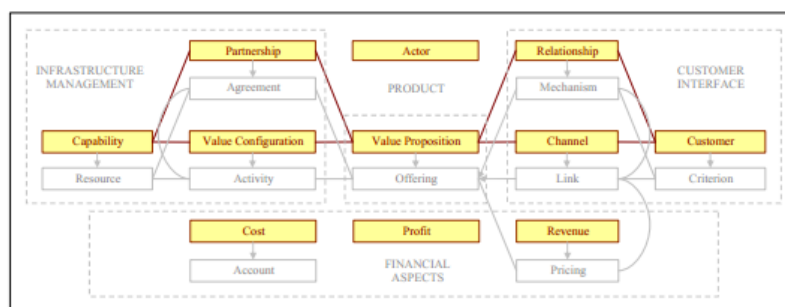 Partnership
Actor
Relationship
INFRASTRUCTURE
MANAGEMENT
Agreement
PRODUCT
Mechanism
CUSTOMER
INTERFACE
Capability
Value Configuration
Value Proposition
Channel
Customer
Resource
Activity
Offering
Link
Criterion
Cost
Profit
Revenue
Account
FINANCIAL
ASPECTS
Pricing